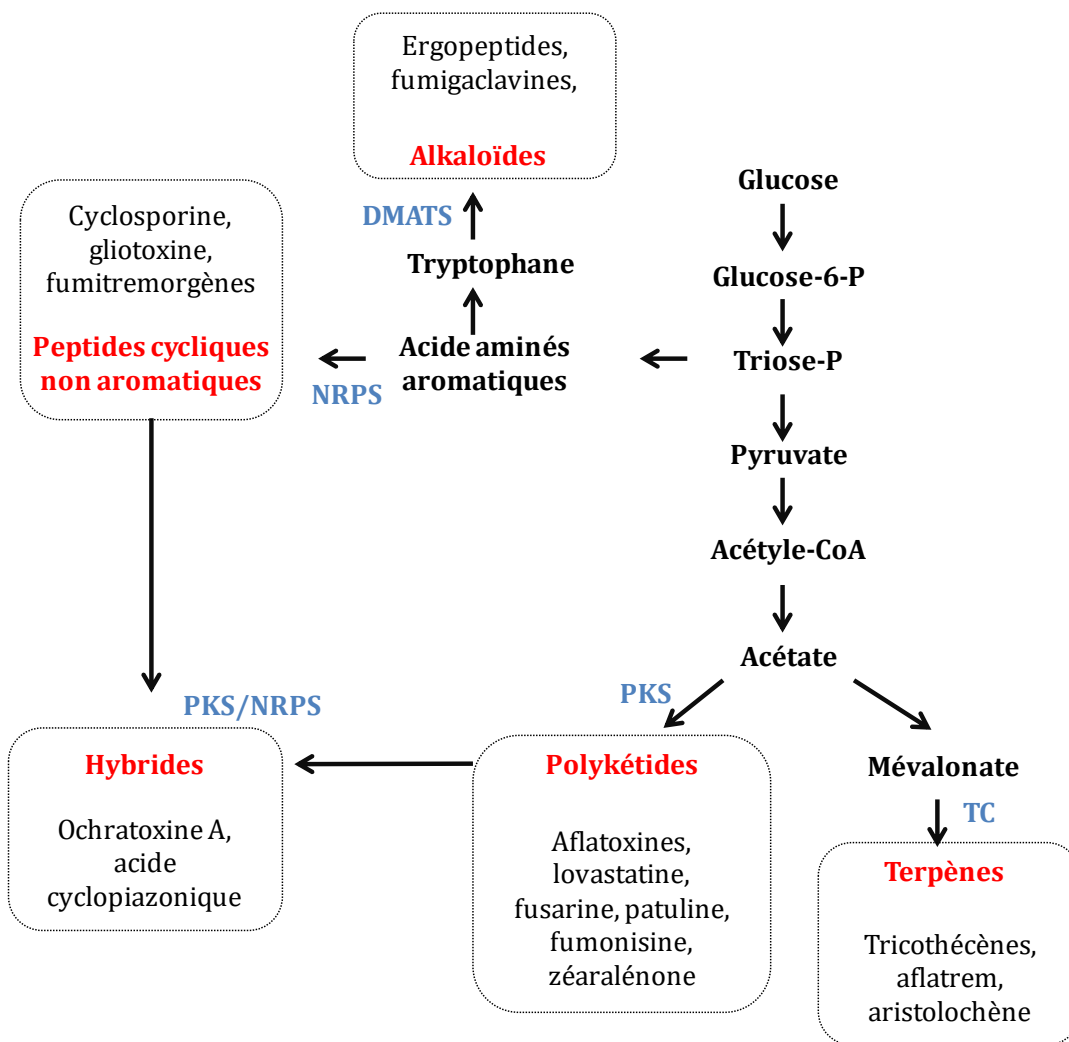 Ergopeptides,
fumigaclavines,
Alkaloïdes
Glucose
Cyclosporine,
gliotoxine,
fumitremorgènes
DMATS
Tryptophane
Glucose-6-P
Peptides cycliques
non aromatiques
NRPS
Acide aminés
aromatiques
Triose-P
Pyruvate
Acétyle-CoA
Acétate
PKS/NRPS
PKS
Hybrides
Ochratoxine A,
acide
cyclopiazonique
Polykétides
Aflatoxines,
lovastatine,
fusarine, patuline,
fumonisine,
zéaralénone
Mévalonate
TC
Terpènes
Tricothécènes,
aflatrem,
aristolochène